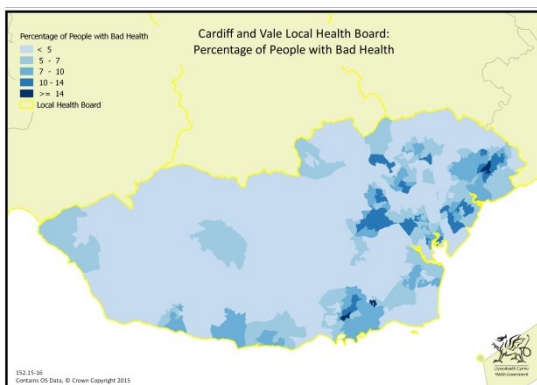 Cardiff and Vale Local Health Board:
Percentage of People with Bad Health
Percentage of People with Bad Health
< 5
5 - 7
7 - 10
10 - 14
>= 14
Local Health Board
152.15-16
Contains OS Data, © Crown Copyright 2015
Llywodraeth Cymru
Welsh Government